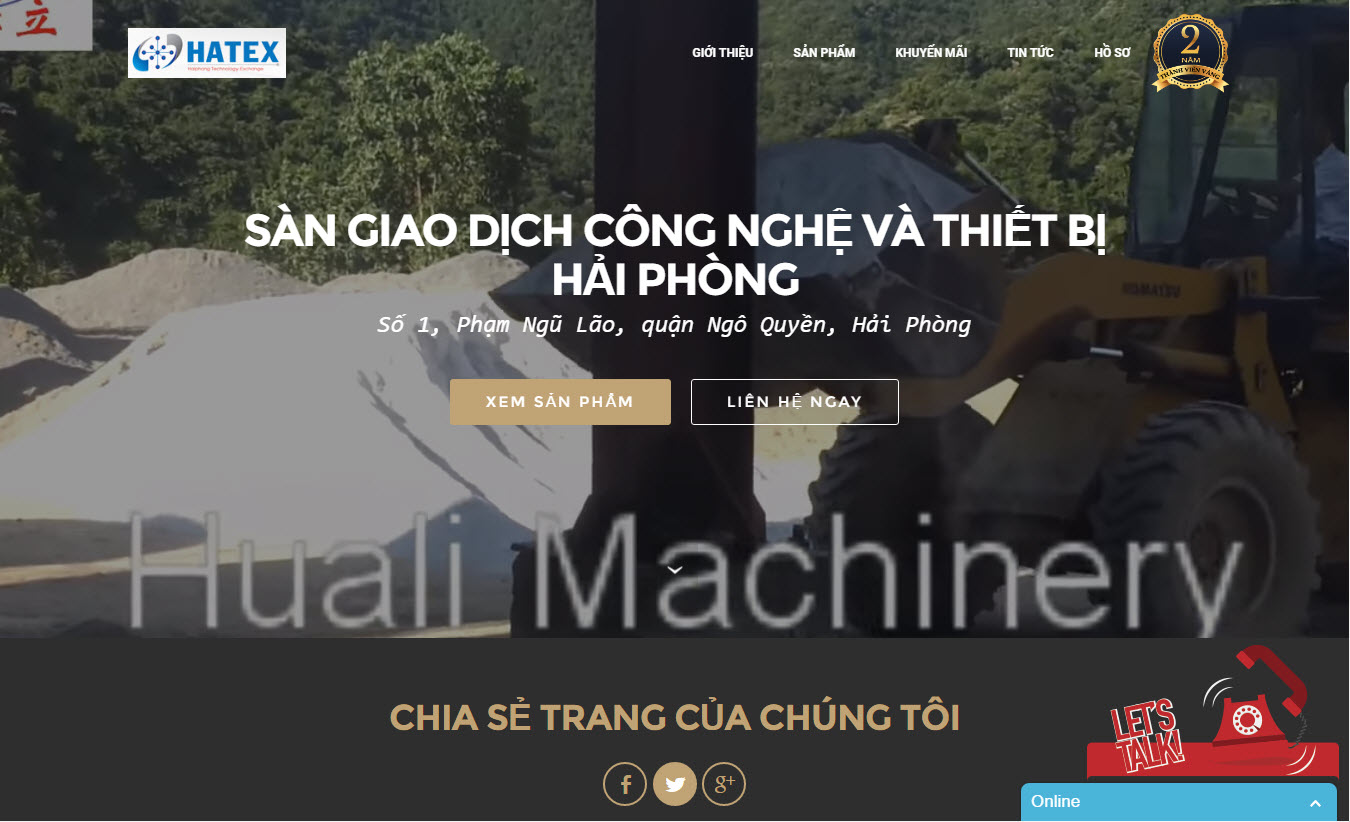 立
HATEX
Haiphong Technology Exchange
GIỚI THIỆU
SẢN PHẨM
KHUYẾN MÃI
TIN TỨC
HỒ SƠ
2
NĂM
THÀNH VIÊN VÀNG
SÀN GIAO DỊCH CÔNG NGHỆ VÀ THIẾT BỊ
HẢI PHÒNG
Số 1, Phạm Ngũ Lão, quận Ngô Quyền, Hải Phòng
KOMATSU
XEM SẢN PHẨM
LIÊN HỆ NGAY
Huali Machinery
CHIA SẺ TRANG CỦA CHÚNG TÔI
LET'S
TALK!
f
g+
Online